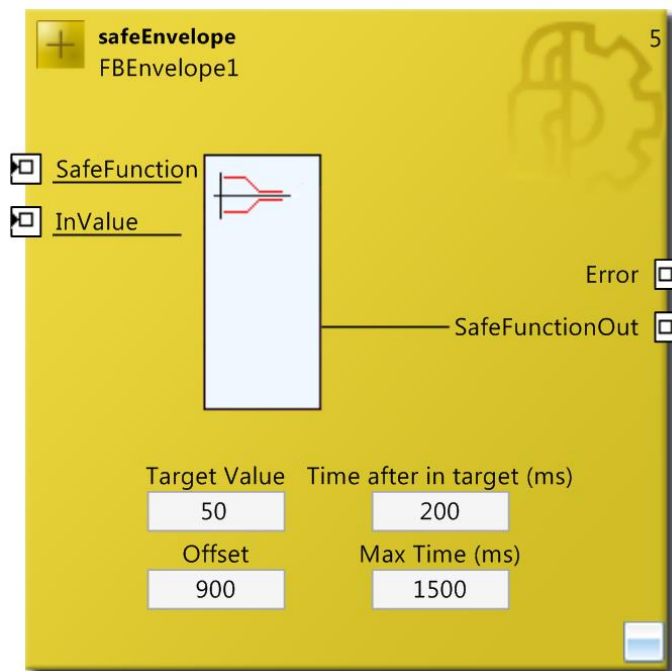 safeEnvelope
5
FBEnvelope1
SafeFunction
InValue
Error
SafeFunctionOut
Target Value Time after in target (ms)
50 200
Offset Max Time (ms)
900 1500